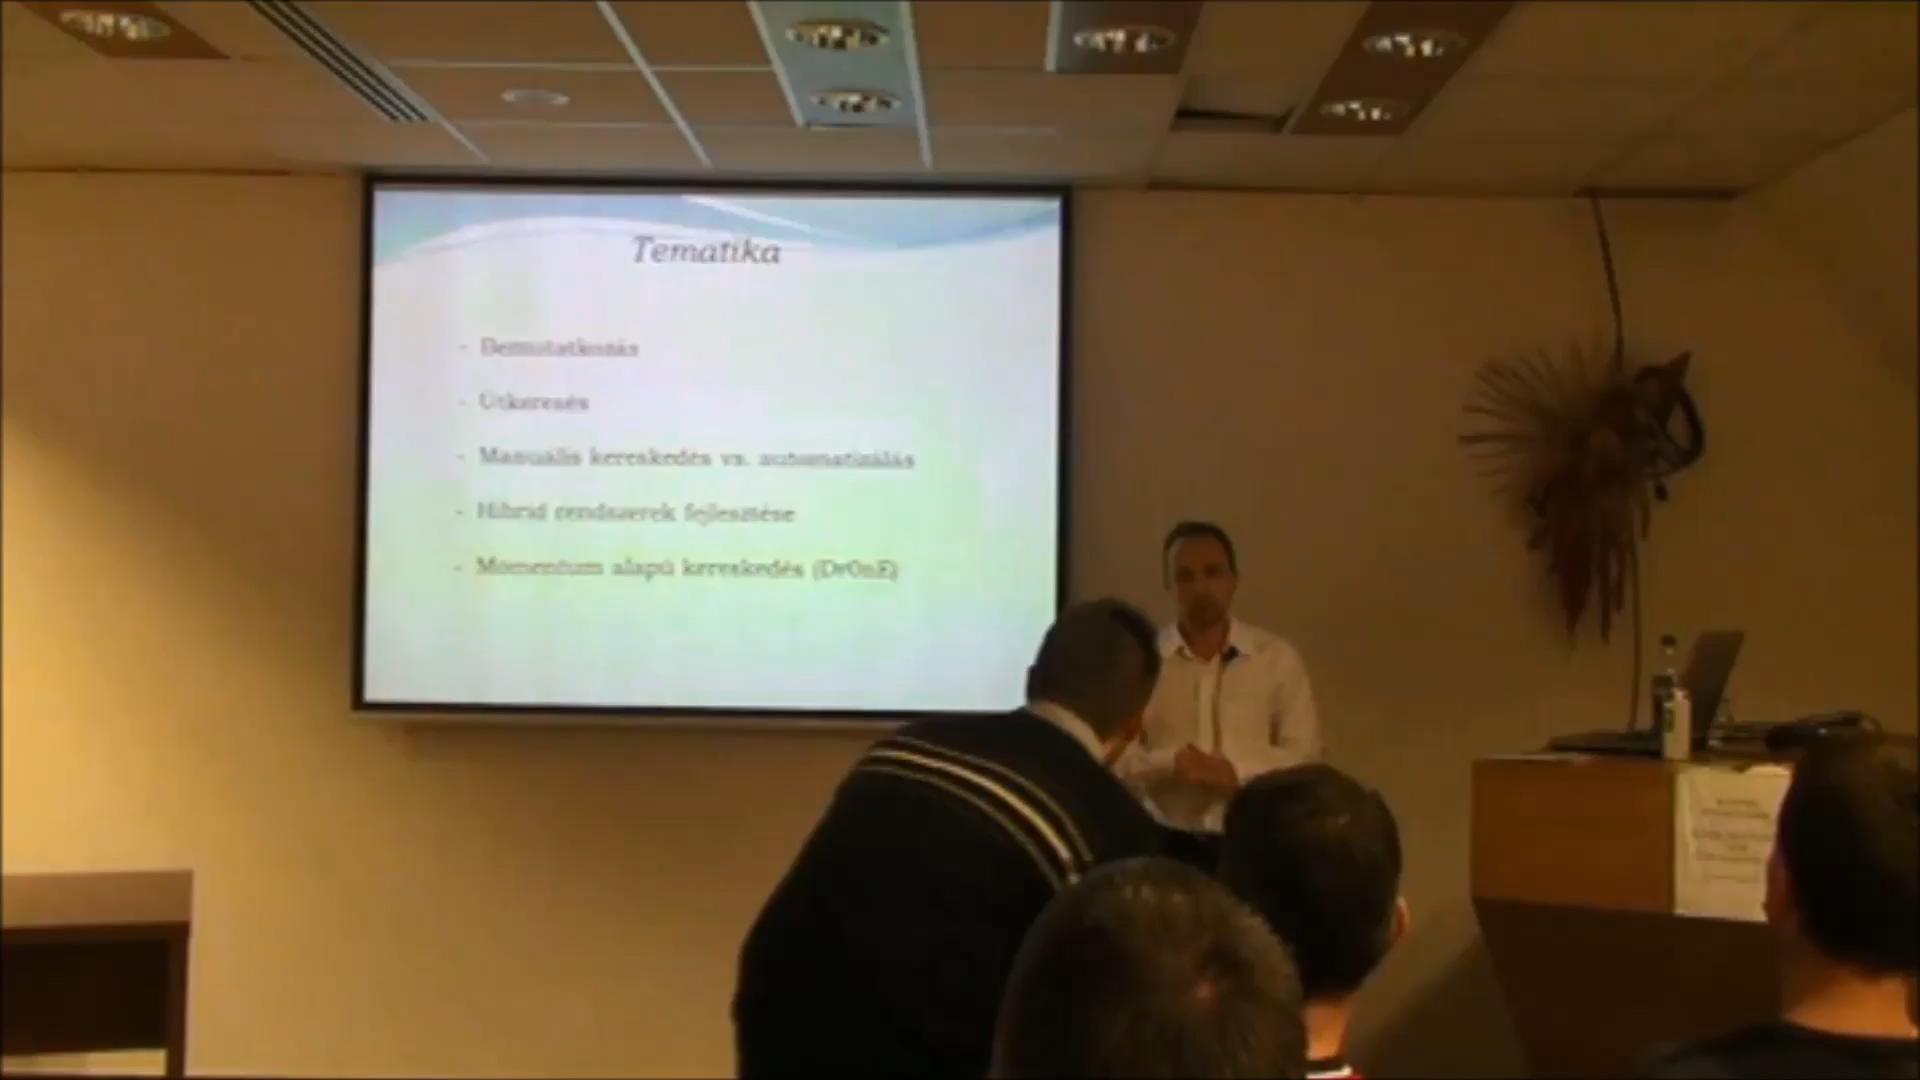 Tematika
- Bemutatkozás
- Útkeresés
- Manuális kereskedés vs. automatizálás
- Hibrid rendszerek fejlesztése
- Momentum alapú kereskedés (Dr0nE)